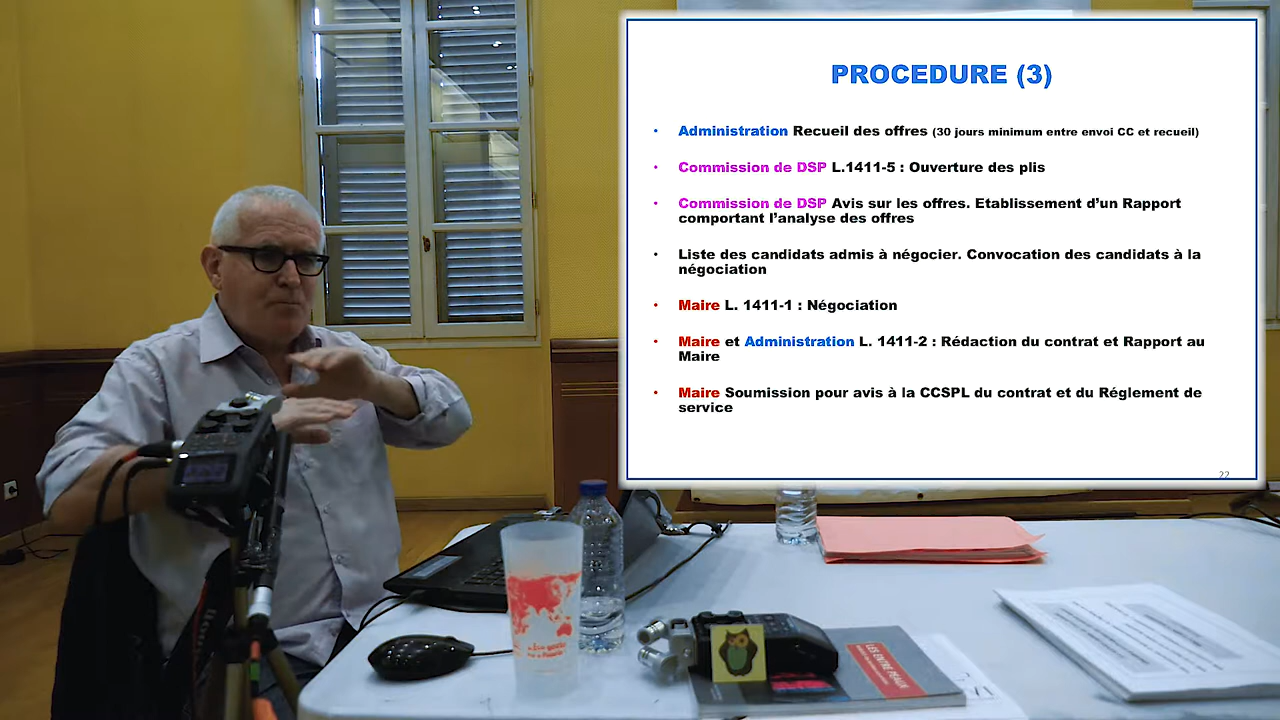 PROCEDURE (3)
• Administration Recueil des offres (30 jours minimum entre envoi CC et recueil)
• Commission de DSP L.1411-5 : Ouverture des plis
• Commission de DSP Avis sur les offres. Etablissement d’un Rapport
comportant l’analyse des offres
• Liste des candidats admis à négocier. Convocation des candidats à la
négociation
• Maire L. 1411-1 : Négociation
• Maire et Administration L. 1411-2 : Rédaction du contrat et Rapport au
Maire
• Maire Soumission pour avis à la CCSPL du contrat et du Réglement de
service
22
LES ENTRE PEAUX